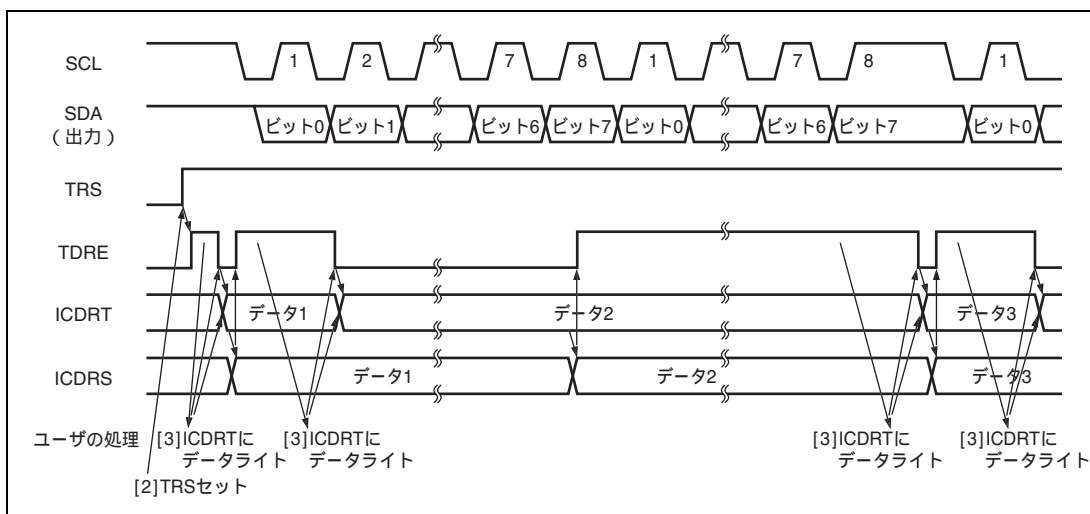 SCL
1 2 7 8 1 7 8 1
SDA
(出力)
ビット0 ビット1 ビット6 ビット7 ビット0 ビット6 ビット7 ビット0
TRS
TDRE
ICDRT
データ1 データ2 データ3
ICDRS
データ1 データ2 データ3
ユーザの処理
[3]ICDRTに
データライト
[3]ICDRTに
データライト
[3]ICDRTに
データライト
[3]ICDRTに
データライト
[2]TRSセット